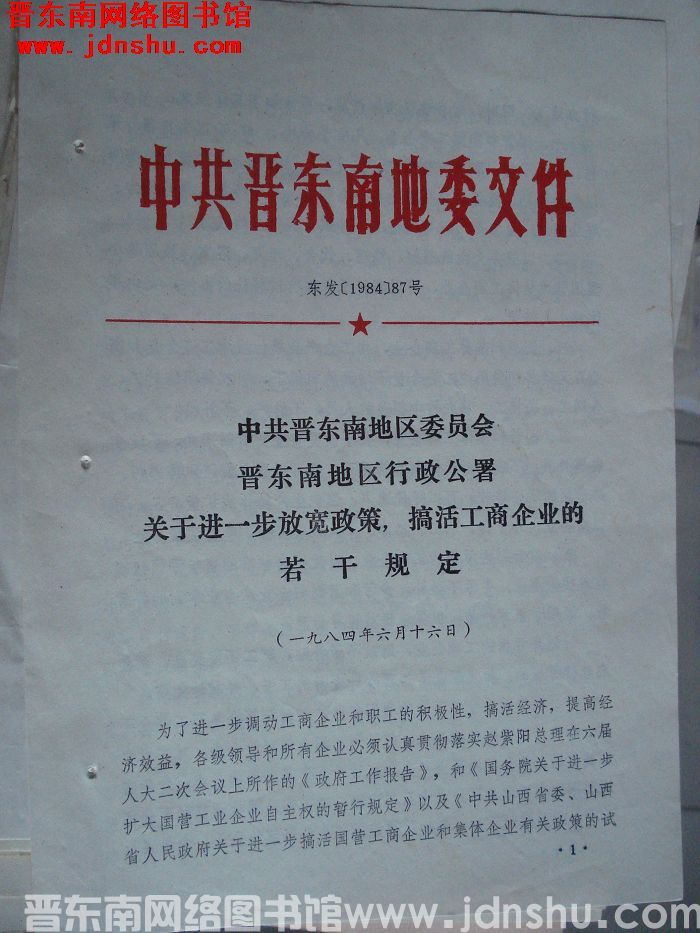 晋东南网络图书馆
www.jdnshu.com
中共晋东南地委文件
东发〔1984〕87号
中共晋东南地区委员会
晋东南地区行政公署
关于进一步放宽政策，搞活工商企业的
若干规定
（一九八四年六月十六日）
为了进一步调动工商企业和职工的积极性，搞活经济，提高经
济效益，各级领导和所有企业必须认真贯彻落实赵紫阳总理在六届
人大二次会议上所作的《政府工作报告》，和《国务院关于进一步
扩大国营工业企业自主权的暂行规定》以及《中共山西省委、山西
省人民政府关于进一步搞活国营工商企业和集体企业有关政策的试
·1·
晋东南网络图书馆www.jdnshu.com